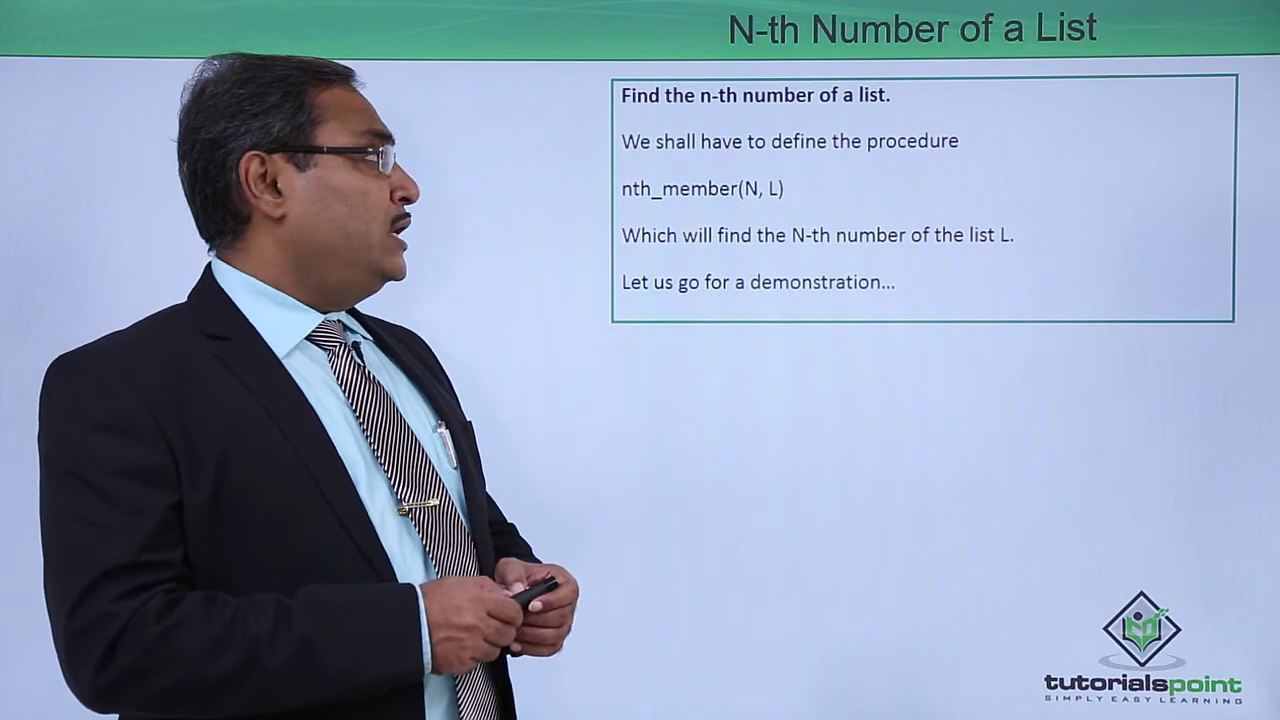 N-th Number of a List
Find the n-th number of a list.
We shall have to define the procedure
nth_member(N, L)
Which will find the N-th number of the list L.
Let us go for a demonstration...
tutorialspoint
SIMPLY EASY LEARNING